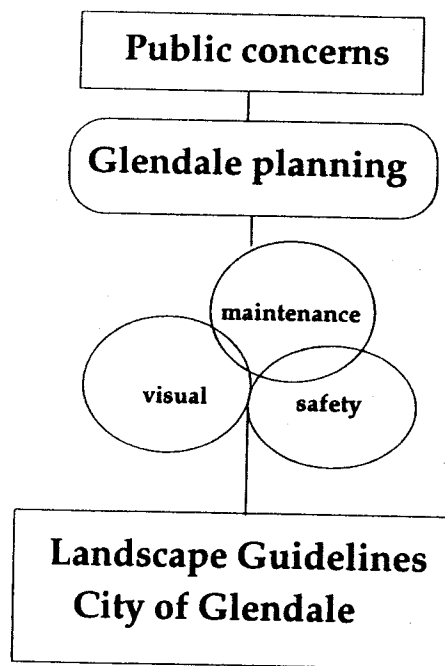 Public concerns
Glendale planning
maintenance
visual
safety
Landscape Guidelines
City of Glendale